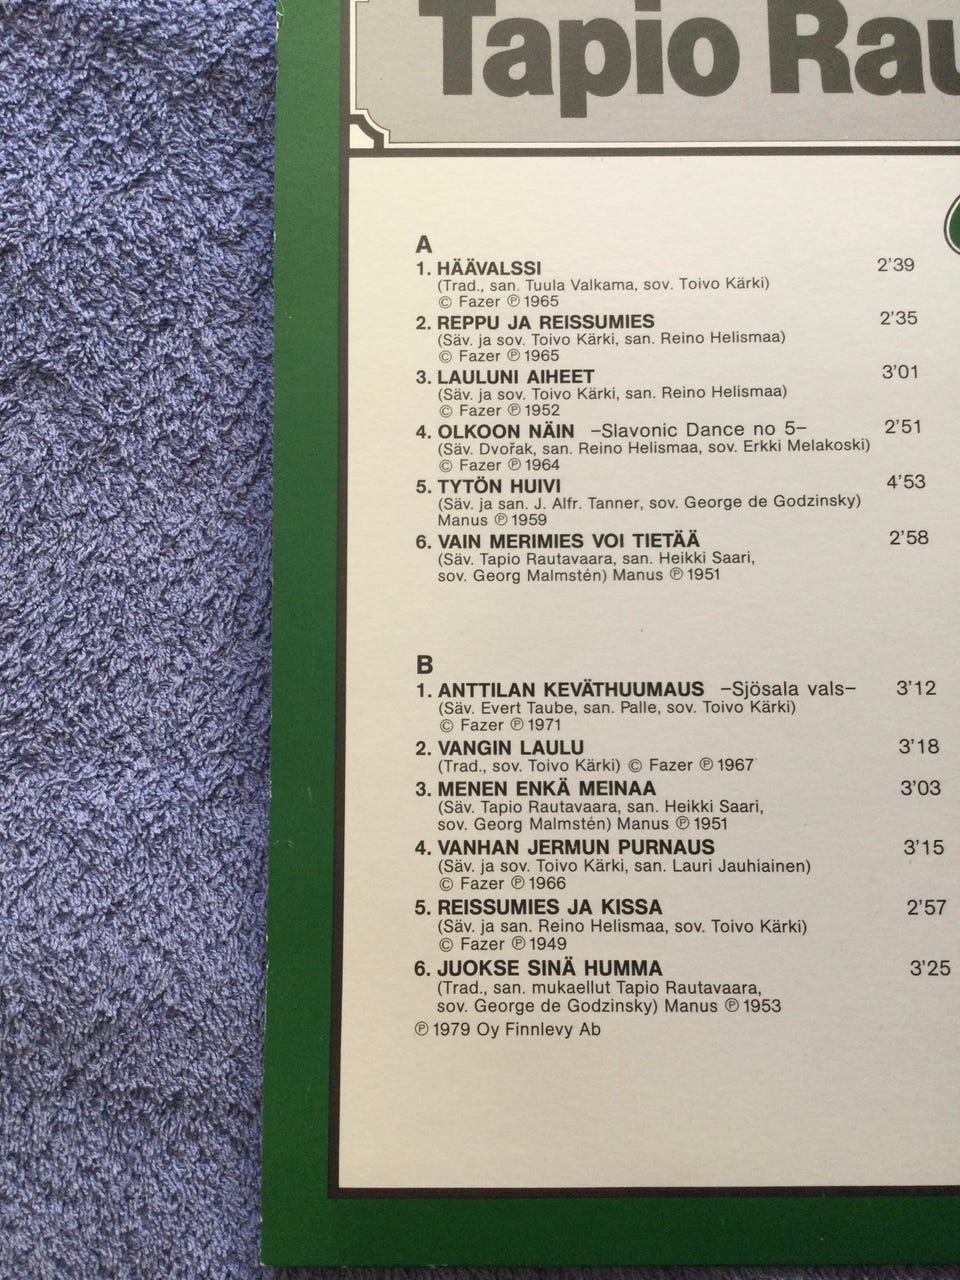 Tapio Rau
A
1. HÄÄVALSSI 2'39
(Trad., san. Tuula Valkama, sov. Toivo Kärki)
© Fazer ℗ 1965
2. REPPU JA REISSUMIES 2'35
(Säv. ja sov. Toivo Kärki, san. Reino Helismaa)
© Fazer ℗ 1965
3. LAULUNI AIHEET 3'01
(Säv. ja sov. Toivo Kärki, san. Reino Helismaa)
© Fazer ℗ 1952
4. OLKOON NÄIN –Slavonic Dance no 5– 2'51
(Säv. Dvořak, san. Reino Helismaa, sov. Erkki Melakoski)
© Fazer ℗ 1964
5. TYTÖN HUIVI 4'53
(Säv. ja san. J. Alfr. Tanner, sov. George de Godzinsky)
Manus ℗ 1959
6. VAIN MERIMIES VOI TIETÄÄ 2'58
(Säv. Tapio Rautavaara, san. Heikki Saari,
sov. Georg Malmstén) Manus ℗ 1951
B
1. ANTTILAN KEVÄTHUUMAUS –Sjösala vals– 3'12
(Säv. Evert Taube, san. Palle, sov. Toivo Kärki)
© Fazer ℗ 1971
2. VANGIN LAULU 3'18
(Trad., sov. Toivo Kärki) © Fazer ℗ 1967
3. MENEN ENKÄ MEINAA 3'03
(Säv. Tapio Rautavaara, san. Heikki Saari,
sov. Georg Malmstén) Manus ℗ 1951
4. VANHAN JERMUN PURNAUS 3'15
(Säv. ja sov. Toivo Kärki, san. Lauri Jauhiainen)
© Fazer ℗ 1966
5. REISSUMIES JA KISSA 2'57
(Säv. ja san. Reino Helismaa, sov. Toivo Kärki)
© Fazer ℗ 1949
6. JUOKSE SINÄ HUMMA 3'25
(Trad., san. mukaellut Tapio Rautavaara,
sov. George de Godzinsky) Manus ℗ 1953
℗ 1979 Oy Finnlevy Ab